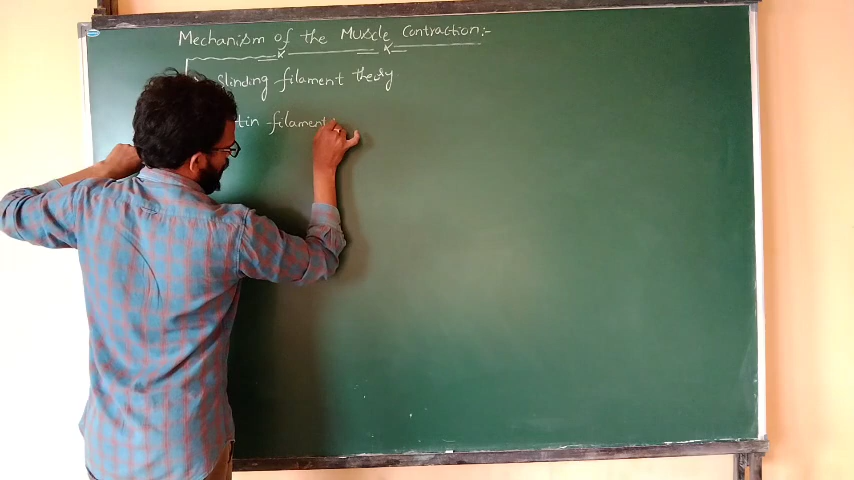 Mechanism of the Muscle Contraction:-
Slinding filament theory
tin filament